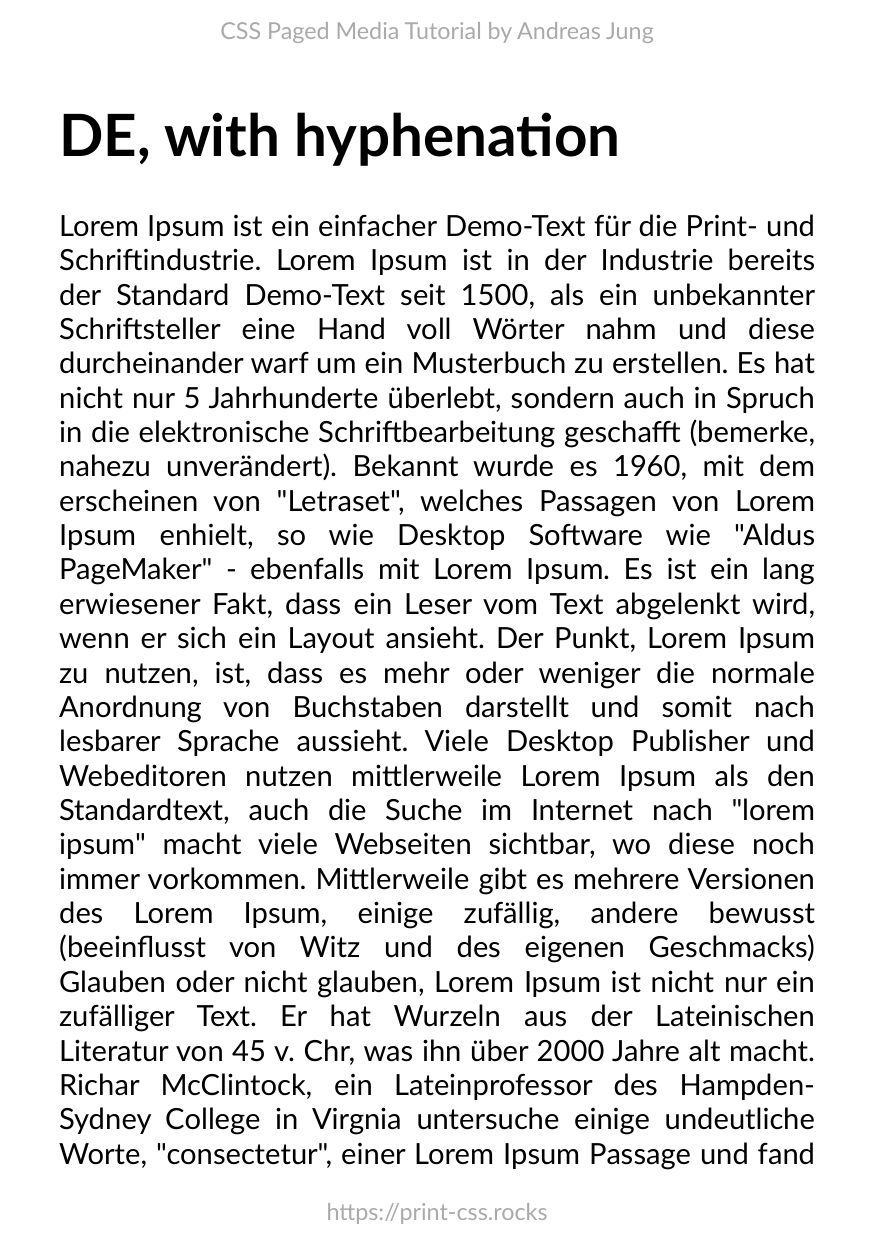 CSS Paged Media Tutorial by Andreas Jung
DE, with hyphenation
Lorem Ipsum ist ein einfacher Demo-Text für die Print- und
Schriftindustrie. Lorem Ipsum ist in der Industrie bereits
der Standard Demo-Text seit 1500, als ein unbekannter
Schriftsteller eine Hand voll Wörter nahm und diese
durcheinander warf um ein Musterbuch zu erstellen. Es hat
nicht nur 5 Jahrhunderte überlebt, sondern auch in Spruch
in die elektronische Schriftbearbeitung geschafft (bemerke,
nahezu unverändert). Bekannt wurde es 1960, mit dem
erscheinen von "Letraset", welches Passagen von Lorem
Ipsum enhielt, so wie Desktop Software wie "Aldus
PageMaker" - ebenfalls mit Lorem Ipsum. Es ist ein lang
erwiesener Fakt, dass ein Leser vom Text abgelenkt wird,
wenn er sich ein Layout ansieht. Der Punkt, Lorem Ipsum
zu nutzen, ist, dass es mehr oder weniger die normale
Anordnung von Buchstaben darstellt und somit nach
lesbarer Sprache aussieht. Viele Desktop Publisher und
Webeditoren nutzen mittlerweile Lorem Ipsum als den
Standardtext, auch die Suche im Internet nach "lorem
ipsum" macht viele Webseiten sichtbar, wo diese noch
immer vorkommen. Mittlerweile gibt es mehrere Versionen
des Lorem Ipsum, einige zufällig, andere bewusst
(beeinflusst von Witz und des eigenen Geschmacks)
Glauben oder nicht glauben, Lorem Ipsum ist nicht nur ein
zufälliger Text. Er hat Wurzeln aus der Lateinischen
Literatur von 45 v. Chr, was ihn über 2000 Jahre alt macht.
Richar McClintock, ein Lateinprofessor des Hampden-
Sydney College in Virgnia untersuche einige undeutliche
Worte, "consectetur", einer Lorem Ipsum Passage und fand
https://print-css.rocks